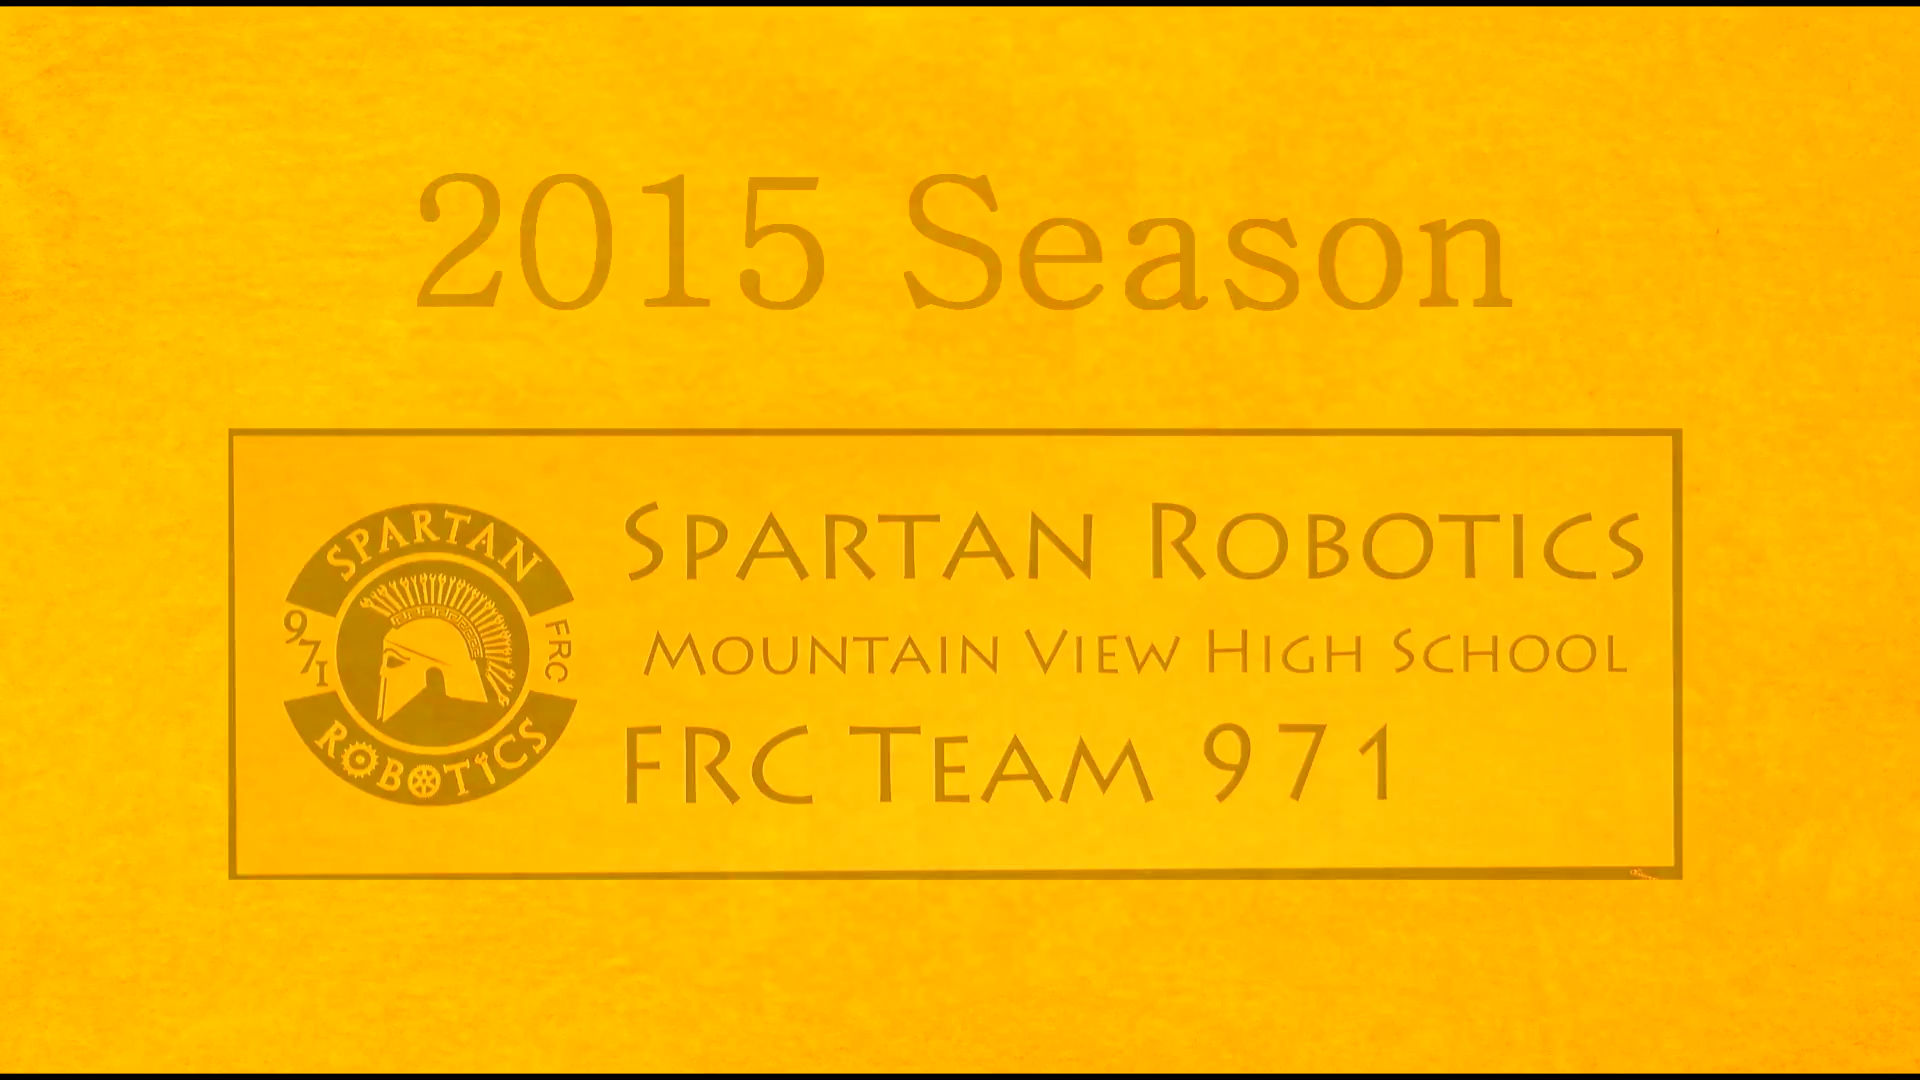 2015 Season
SPARTAN
971
FRC
ROBOTICS
SPARTAN ROBOTICS
MOUNTAIN VIEW HIGH SCHOOL
FRC TEAM 971